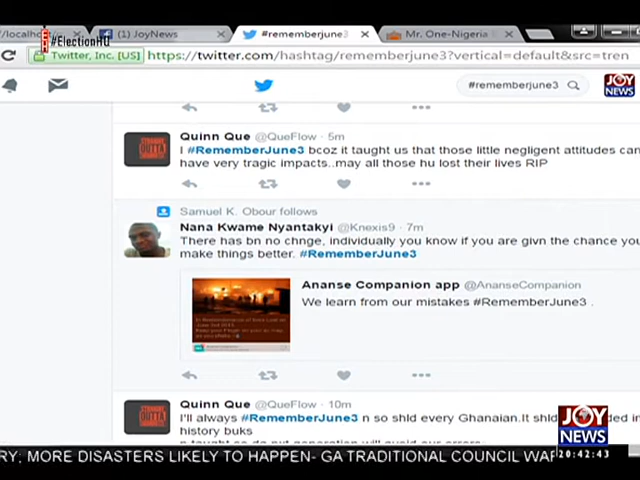 #ElectionHQ
JoyNews
#rememberjune3
Mr. One-Nigeria
Twitter, Inc. [US]
https://twitter.com/hashtag/rememberjune3?vertical=default&src=tren
#rememberjune3
JOY
NEWS
Quinn Que @QueFlow · 5m
I #RememberJune3 bcoz it taught us that those little negligent attitudes can
have very tragic impacts..may all those hu lost their lives RIP
Samuel K. Obour follows
Nana Kwame Nyantakyi @Knexis9 · 7m
There has bn no chnge, individually you know if you are givn the chance you
make things better. #RememberJune3
Ananse Companion app @AnanseCompanion
We learn from our mistakes #RememberJune3 .
Quinn Que @QueFlow · 10m
I'll always #RememberJune3 n so shld every Ghanaian.It shld
history buks
JOY
NEWS
20:42:43
RY; MORE DISASTERS LIKELY TO HAPPEN- GA TRADITIONAL COUNCIL WAR